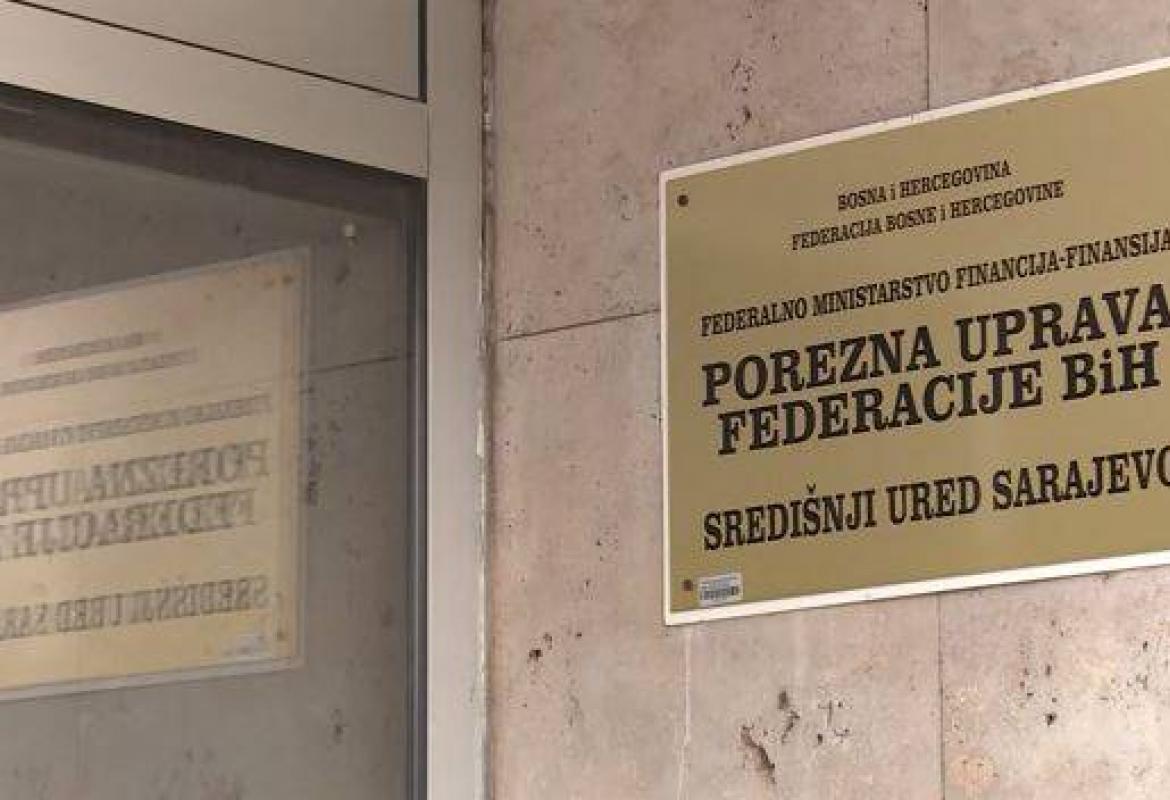 BOSNA i HERCEGOVINA
FEDERACIJA BOSNE i HERCEGOVINE
FEDERALNO MINISTARSTVO FINANCIJA-FINANSIJA
POREZNA UPRAVA
FEDERACIJE BiH
SREDIŠNJI URED SARAJEVO